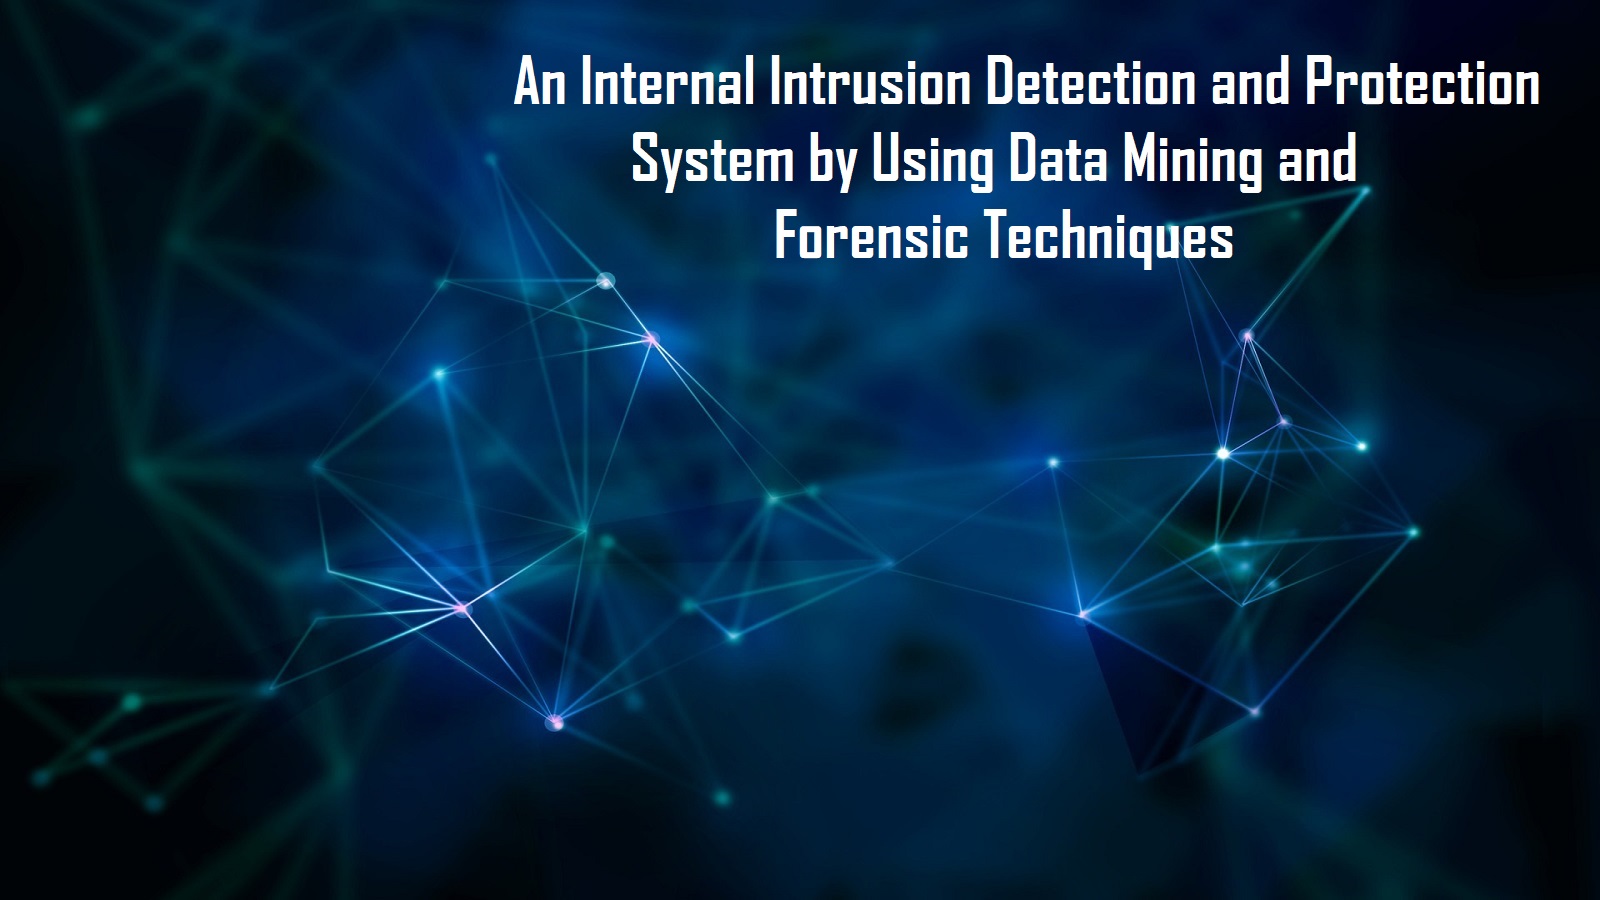 An Internal Intrusion Detection and Protection
System by Using Data Mining and
Forensic Techniques